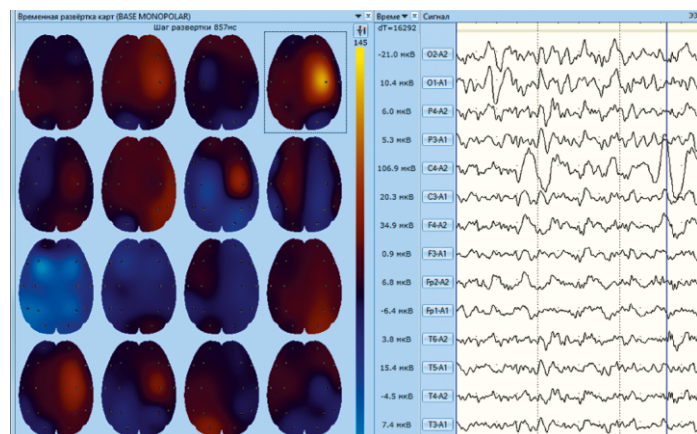 Временная развёртка карт (BASE MONOPOLAR)
Шаг развертки 857мс
145
Време
Сигнал
dT=16292
-21.0 мкВ O2-A2
10.4 мкВ O1-A1
6.0 мкВ P4-A2
5.3 мкВ P3-A1
106.9 мкВ C4-A2
20.3 мкВ C3-A1
34.9 мкВ F4-A2
0.9 мкВ F3-A1
6.8 мкВ Fp2-A2
-6.4 мкВ Fp1-A1
3.8 мкВ T6-A2
15.4 мкВ T5-A1
-4.5 мкВ T4-A2
7.4 мкВ T3-A1